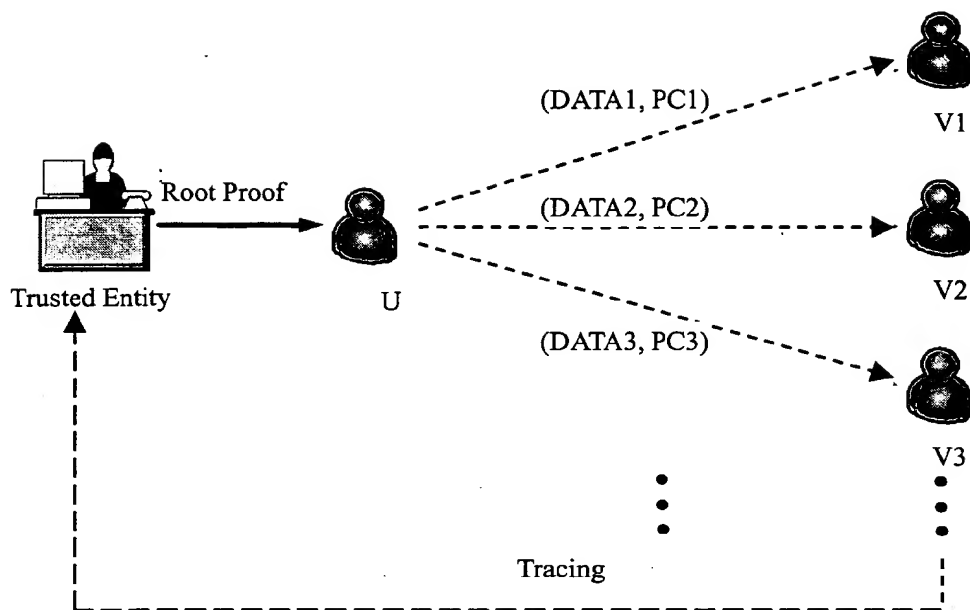 (DATA1, PC1)
V1
Root Proof
(DATA2, PC2)
Trusted Entity
U
V2
(DATA3, PC3)
V3
Tracing